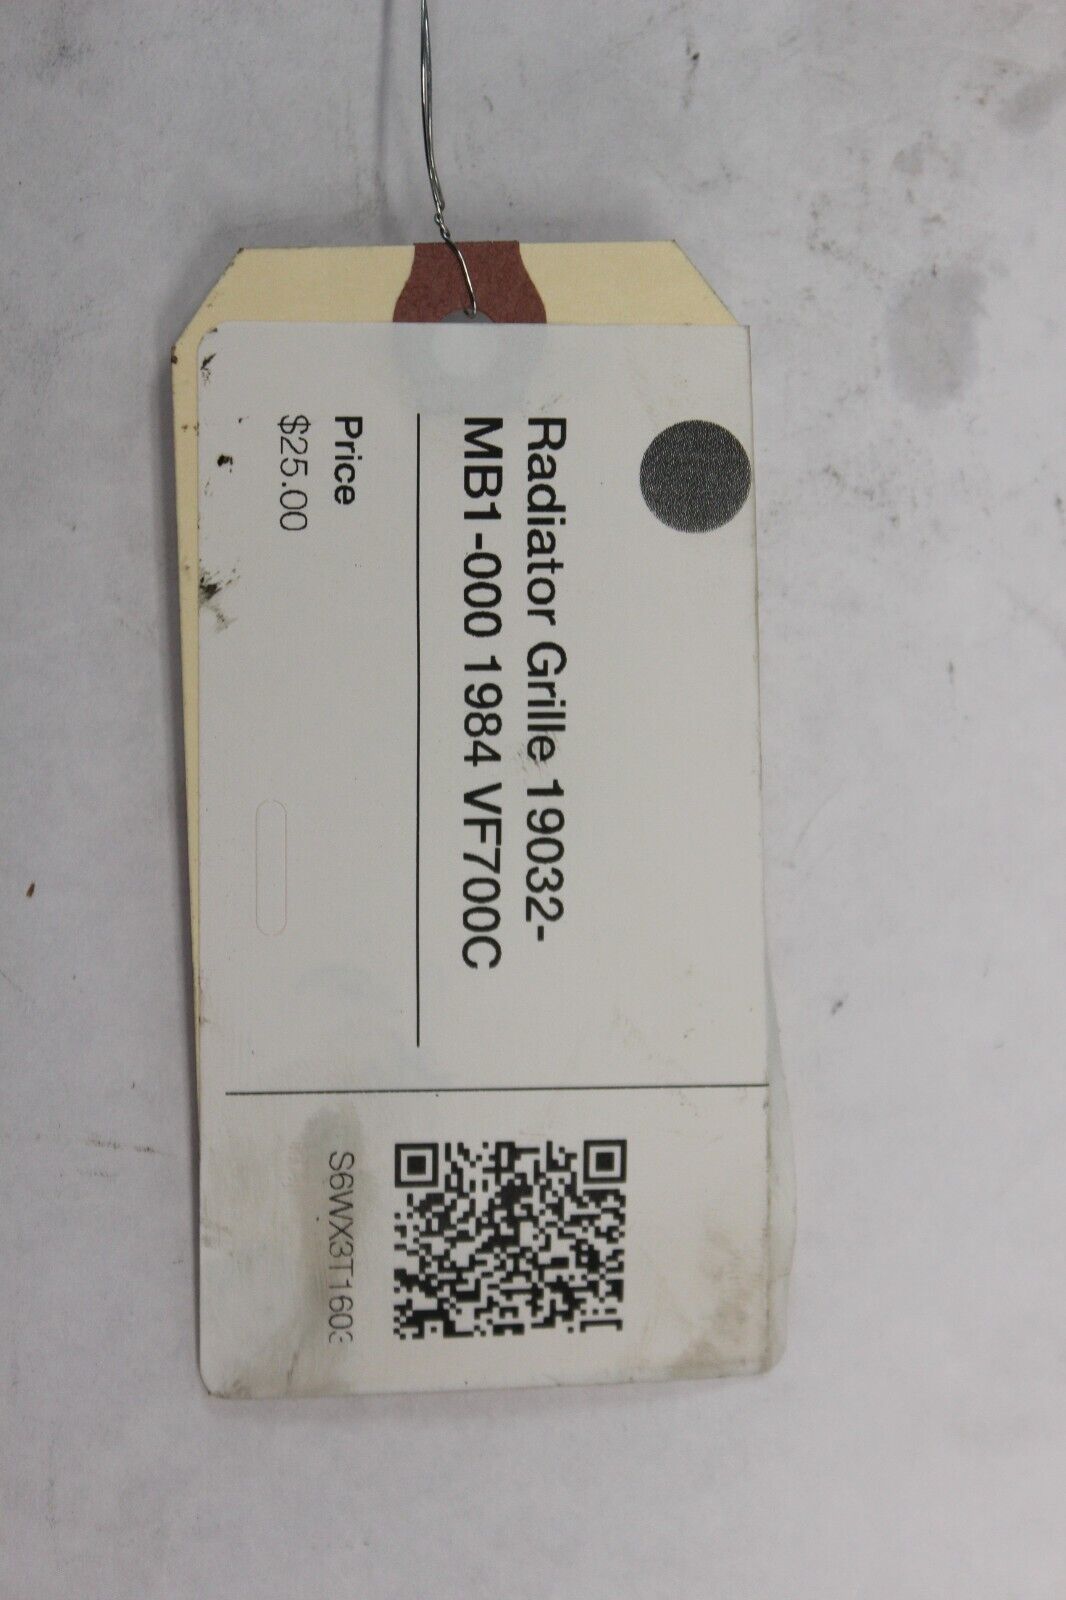 Radiator Grille 19032-
MB1-000 1984 VF700C
Price
$25.00
S6WX3T1603